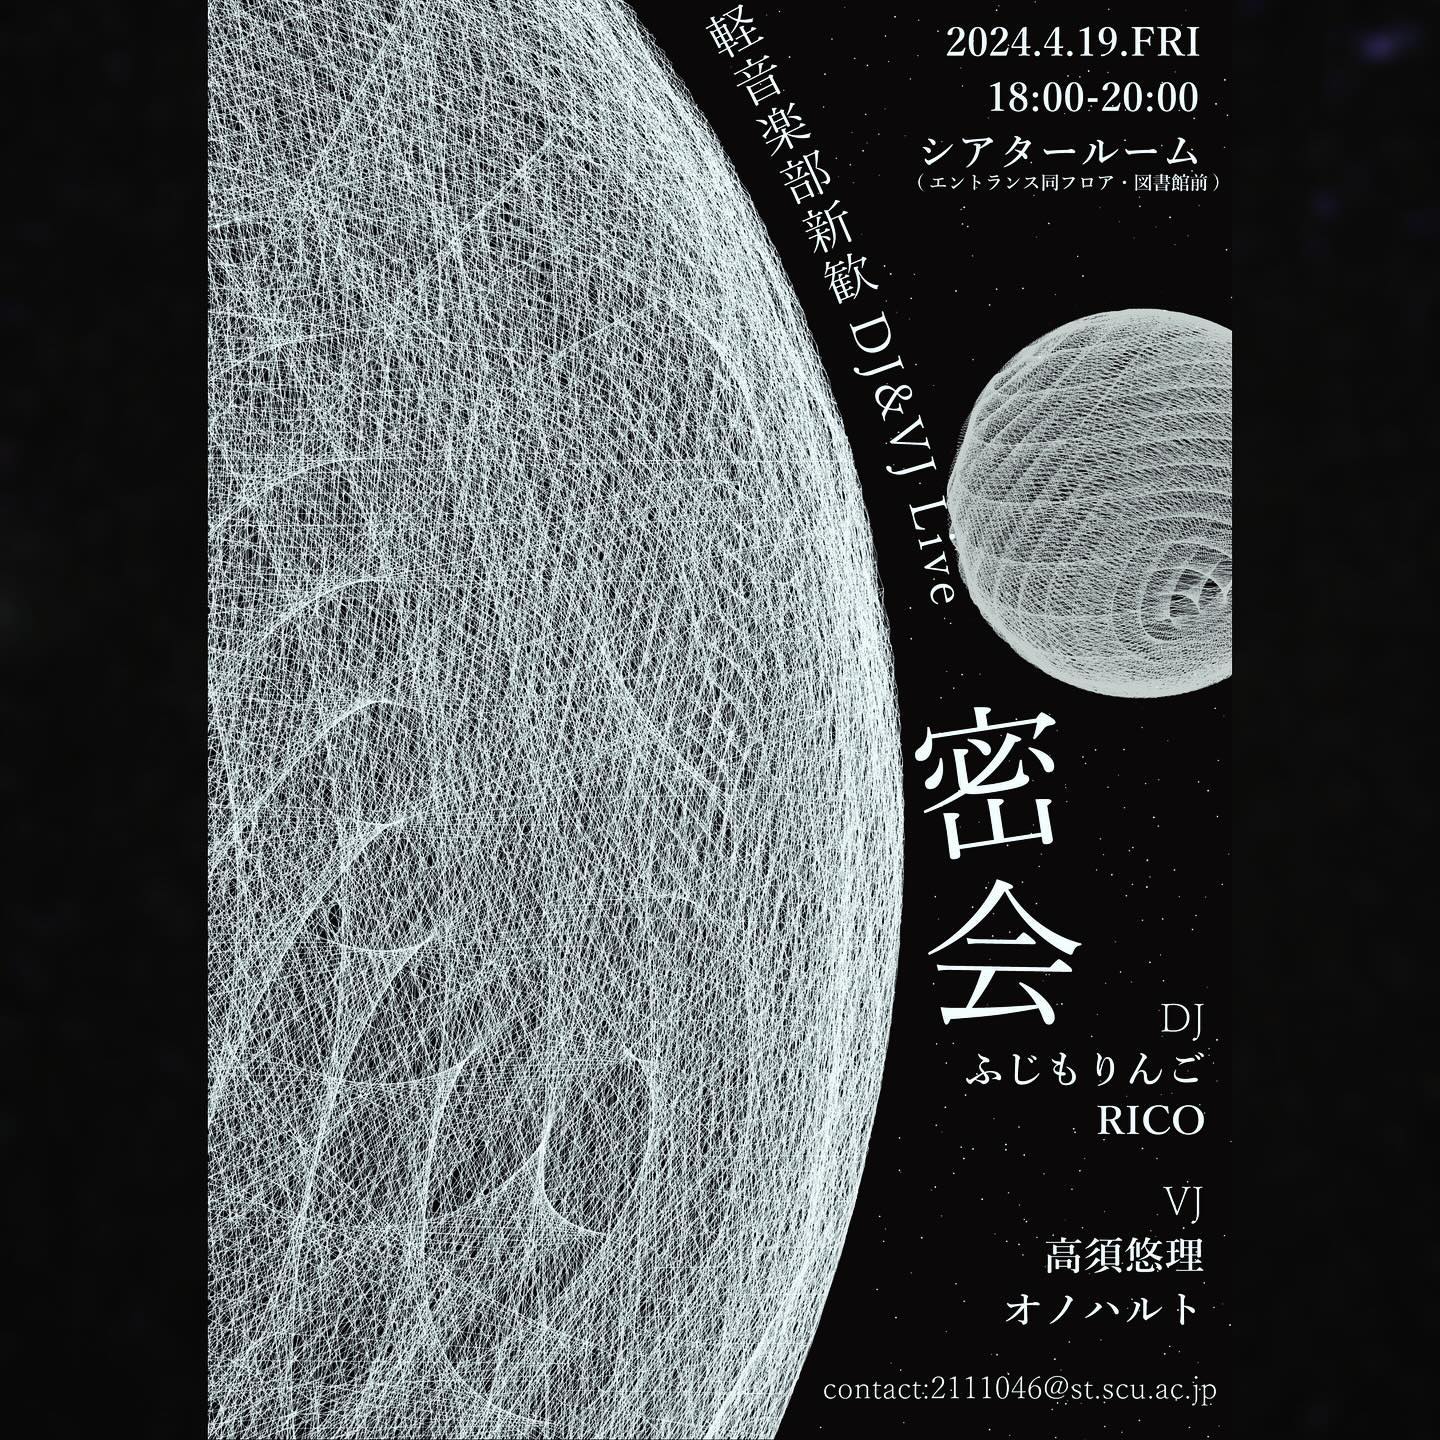 軽音楽部新歓 DJ&VJ Live
2024.4.19.FRI
18:00-20:00
シアタールーム
（エントランス同フロア・図書館前）
密会
DJ
ふじもりんご
RICO
VJ
高須悠理
オノハルト
contact:2111046@st.scu.ac.jp